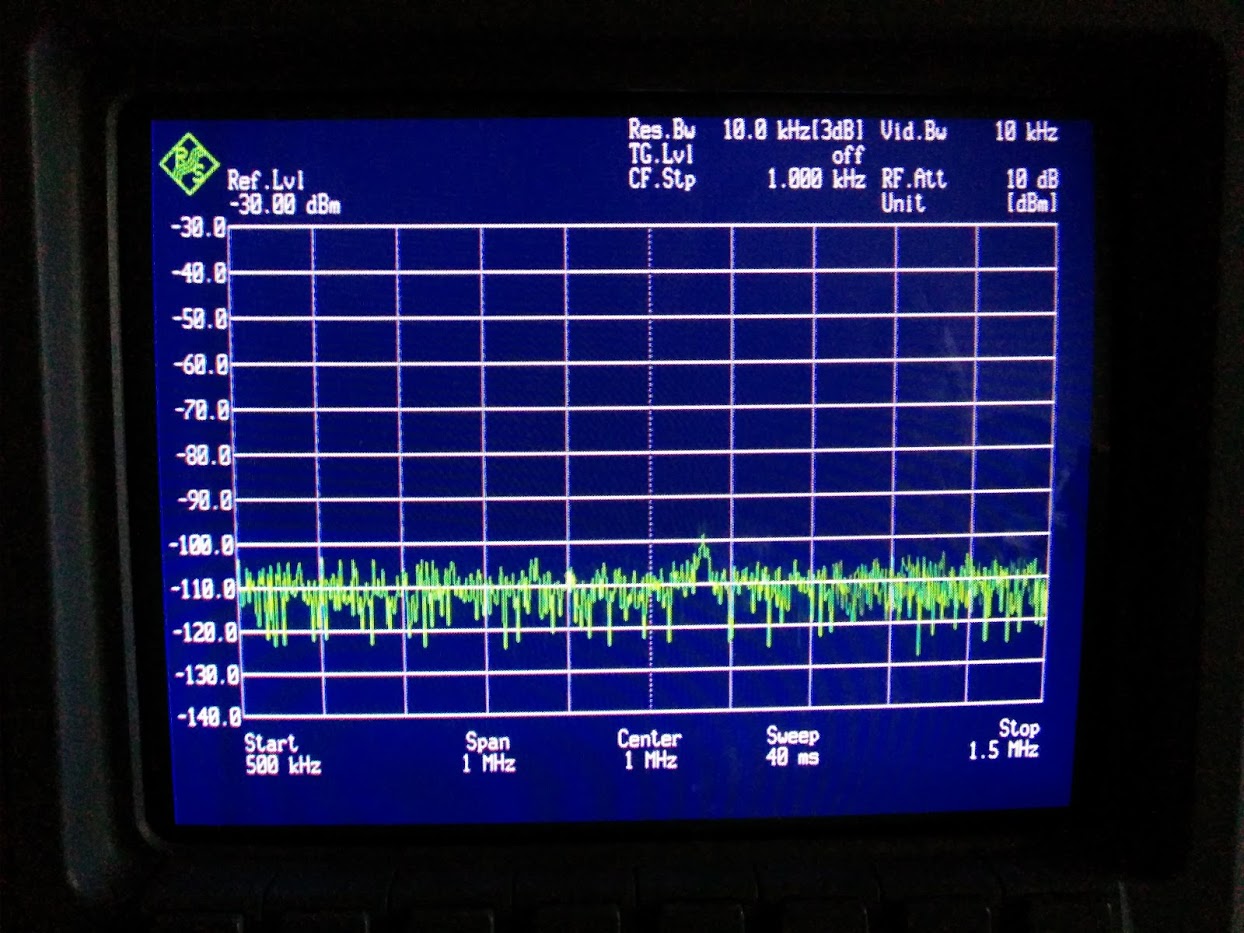 Res.Bw 10.0 kHz[3dB] Vid.Bw 10 kHz
TG.Lvl off
CF.Stp 1.000 kHz RF.Att 10 dB
Unit [dBm]
RS
Ref.Lvl
-30.00 dBm
-30.0
-40.0
-50.0
-60.0
-70.0
-80.0
-90.0
-100.0
-110.0
-120.0
-130.0
-140.0
Start Span Center Sweep Stop
500 kHz 1 MHz 1 MHz 40 ms 1.5 MHz